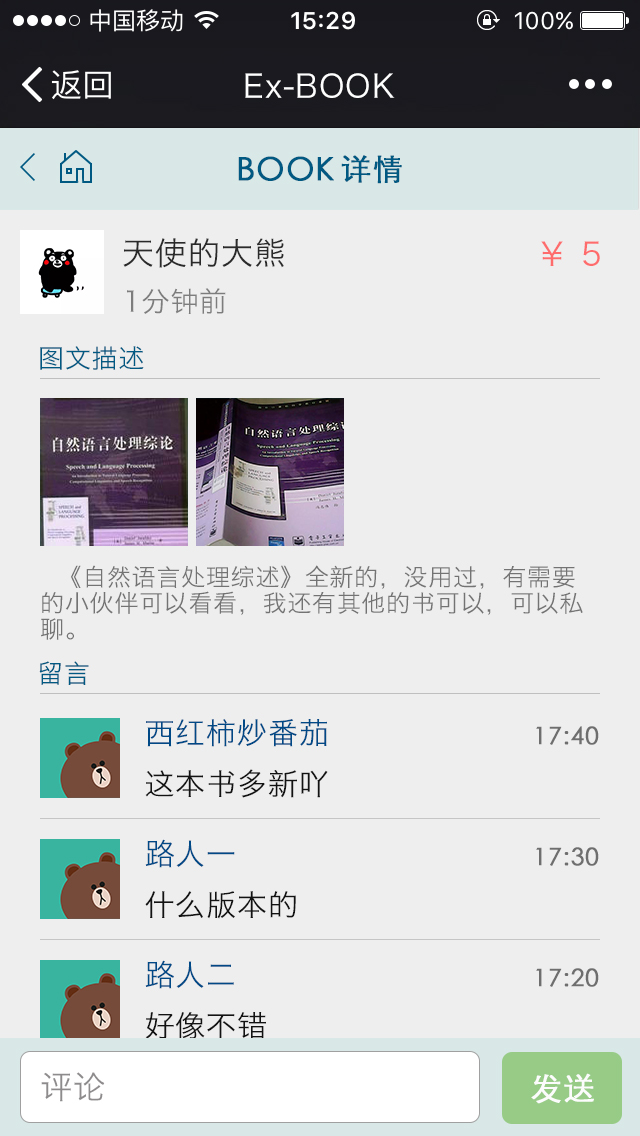 中国移动 15:29 100%
返回 Ex-BOOK
BOOK详情
天使的大熊 ¥ 5
1分钟前
图文描述
自然语言处理综论
Speech and Language Processing
自然语言处理综论
Speech and Language Processing
《自然语言处理综述》全新的，没用过，有需要
的小伙伴可以看看，我还有其他的书可以，可以私
聊。
留言
西红柿炒番茄 17:40
这本书多新吖
路人一 17:30
什么版本的
路人二 17:20
好像不错
评论 发送